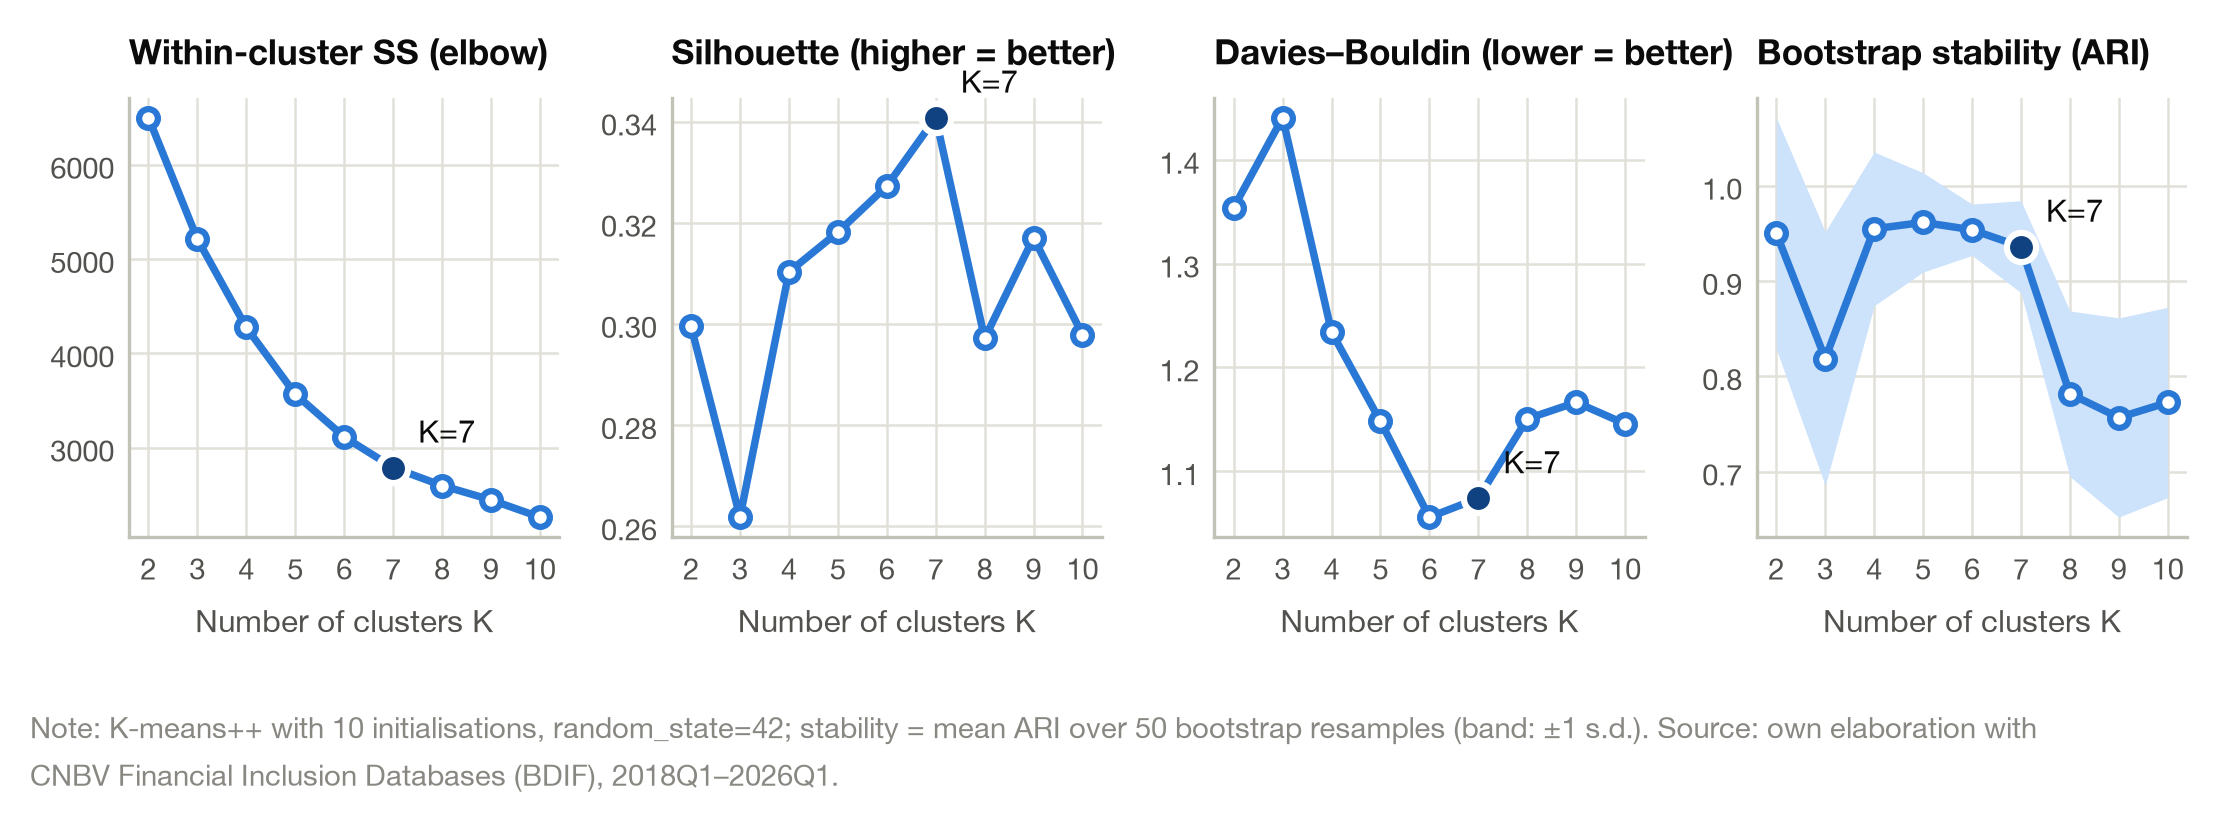 Within-cluster SS (elbow)
6000
5000
4000
3000
K=7
2 3 4 5 6 7 8 9 10
Number of clusters K
Silhouette (higher = better)
K=7
0.34
0.32
0.30
0.28
0.26
2 3 4 5 6 7 8 9 10
Number of clusters K
Davies–Bouldin (lower = better)
1.4
1.3
1.2
1.1
K=7
2 3 4 5 6 7 8 9 10
Number of clusters K
Bootstrap stability (ARI)
1.0
0.9
0.8
0.7
K=7
2 3 4 5 6 7 8 9 10
Number of clusters K
Note: K-means++ with 10 initialisations, random_state=42; stability = mean ARI over 50 bootstrap resamples (band: ±1 s.d.). Source: own elaboration with
CNBV Financial Inclusion Databases (BDIF), 2018Q1–2026Q1.